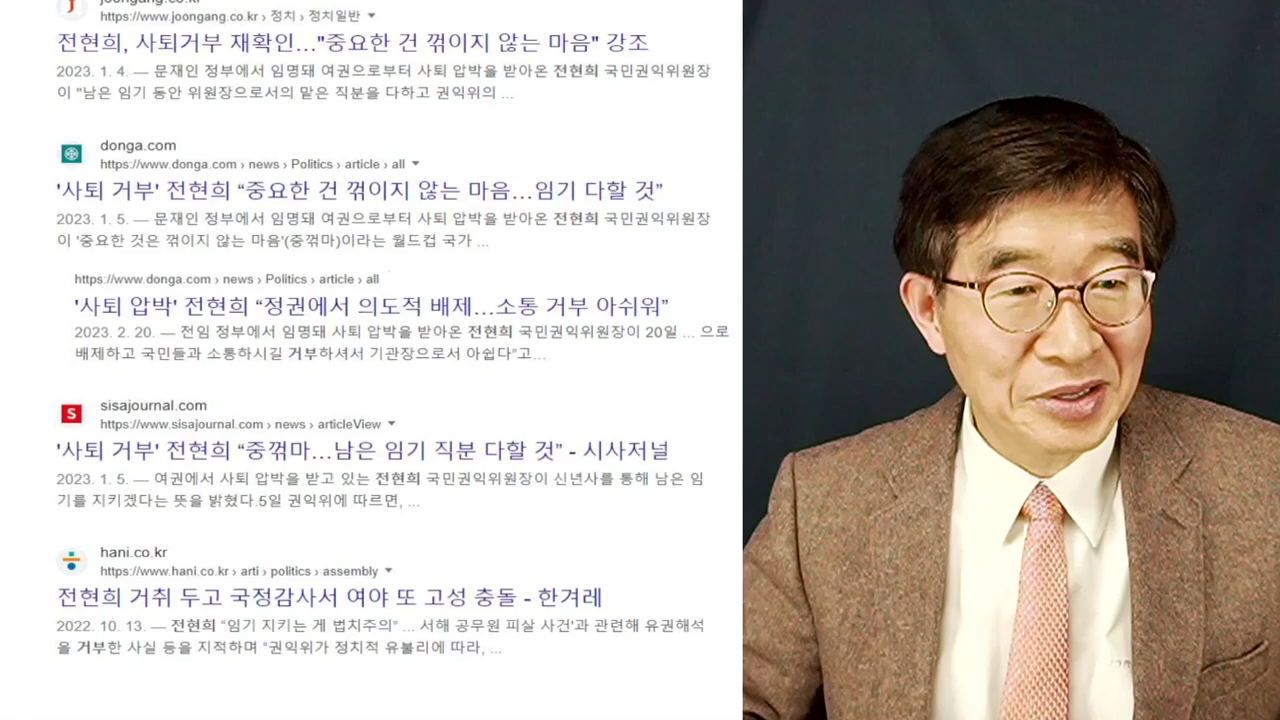 https://www.joongang.co.kr › 정치 › 정치일반
전현희, 사퇴거부 재확인..."중요한 건 꺾이지 않는 마음" 강조
2023. 1. 4. — 문재인 정부에서 임명돼 여권으로부터 사퇴 압박을 받아온 전현희 국민권익위원장
이 "남은 임기 동안 위원장으로서의 맡은 직분을 다하고 권익위의 ...
donga.com
https://www.donga.com › news › Politics › article › all
'사퇴 거부' 전현희 “중요한 건 꺾이지 않는 마음…임기 다할 것”
2023. 1. 5. — 문재인 정부에서 임명돼 여권으로부터 사퇴 압박을 받아온 전현희 국민권익위원장
이 '중요한 것은 꺾이지 않는 마음'(중꺾마)이라는 월드컵 국가 ...
https://www.donga.com › news › Politics › article › all
'사퇴 압박' 전현희 “정권에서 의도적 배제…소통 거부 아쉬워”
2023. 2. 20. — 전임 정부에서 임명돼 사퇴 압박을 받아온 전현희 국민권익위원장이 20일 ... 으로
배제하고 국민들과 소통하시길 거부하셔서 기관장으로서 아쉽다”고...
S
sisajournal.com
https://www.sisajournal.com › news › articleView
'사퇴 거부' 전현희 “중꺾마…남은 임기 직분 다할 것” - 시사저널
2023. 1. 5. — 여권에서 사퇴 압박을 받고 있는 전현희 국민권익위원장이 신년사를 통해 남은 임
기를 지키겠다는 뜻을 밝혔다.5일 권익위에 따르면, ...
hani.co.kr
https://www.hani.co.kr › arti › politics › assembly
전현희 거취 두고 국정감사서 여야 또 고성 충돌 - 한겨레
2022. 10. 13. — 전현희 “임기 지키는 게 법치주의” ... 서해 공무원 피살 사건'과 관련해 유권해석
을 거부한 사실 등을 지적하며 “권익위가 정치적 유불리에 따라, ...